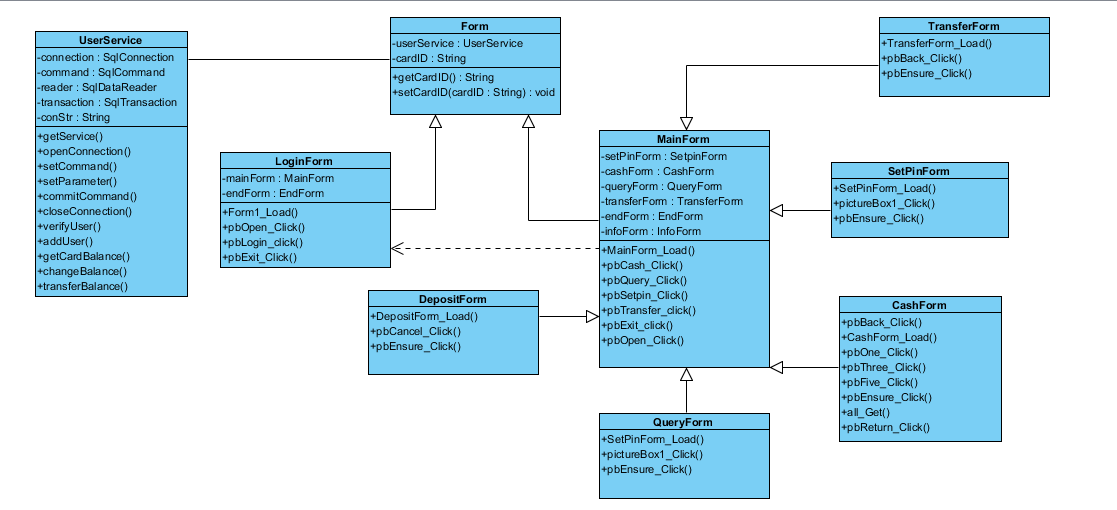 UserService
-connection : SqlConnection
-command : SqlCommand
-reader : SqlDataReader
-transaction : SqlTransaction
-conStr : String
+getService()
+openConnection()
+setCommand()
+setParameter()
+commitCommand()
+closeConnection()
+verifyUser()
+addUser()
+getCardBalance()
+changeBalance()
+transferBalance()
Form
-userService : UserService
-cardID : String
+getCardID() : String
+setCardID(cardID : String) : void
TransferForm
+TransferForm_Load()
+pbBack_Click()
+pbEnsure_Click()
LoginForm
-mainForm : MainForm
-endForm : EndForm
+Form1_Load()
+pbOpen_Click()
+pbLogin_click()
+pbExit_Click()
MainForm
-setPinForm : SetpinForm
-cashForm : CashForm
-queryForm : QueryForm
-transferForm : TransferForm
-endForm : EndForm
-infoForm : InfoForm
+MainForm_Load()
+pbCash_Click()
+pbQuery_Click()
+pbSetpin_Click()
+pbTransfer_click()
+pbExit_click()
+pbOpen_Click()
SetPinForm
+SetPinForm_Load()
+pictureBox1_Click()
+pbEnsure_Click()
DepositForm
+DepositForm_Load()
+pbCancel_Click()
+pbEnsure_Click()
CashForm
+pbBack_Click()
+CashForm_Load()
+pbOne_Click()
+pbThree_Click()
+pbFive_Click()
+pbEnsure_Click()
+all_Get()
+pbReturn_Click()
QueryForm
+SetPinForm_Load()
+pictureBox1_Click()
+pbEnsure_Click()